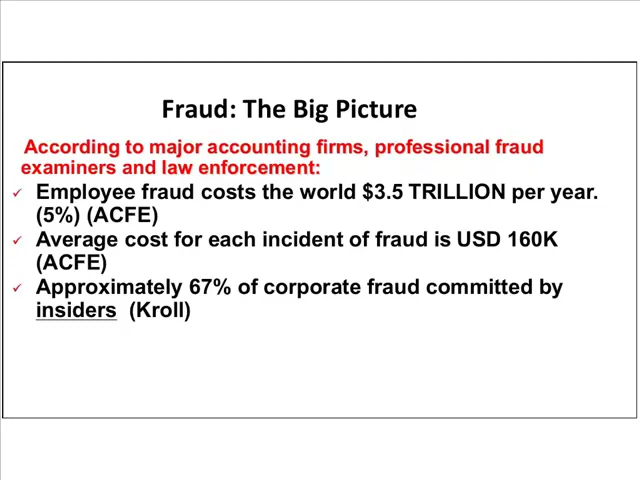 Fraud: The Big Picture
According to major accounting firms, professional fraud
examiners and law enforcement:
Employee fraud costs the world $3.5 TRILLION per year.
(5%) (ACFE)
Average cost for each incident of fraud is USD 160K
(ACFE)
Approximately 67% of corporate fraud committed by
insiders (Kroll)